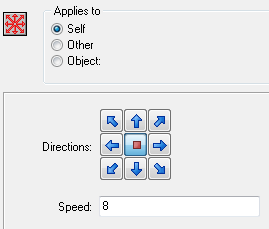 Applies to
Self
Other
Object:
Directions:
Speed: 8